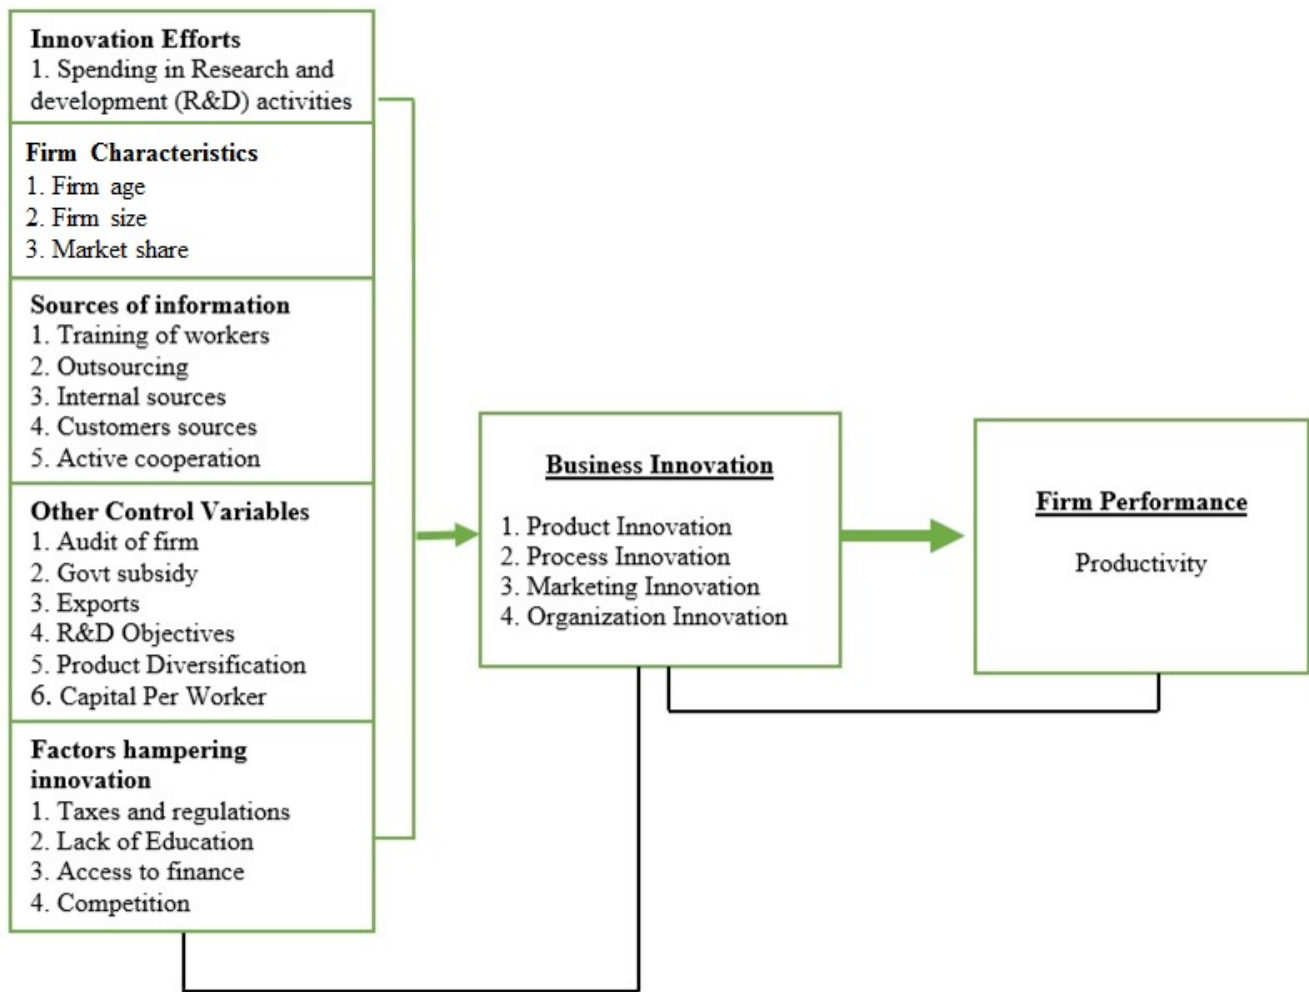 Innovation Efforts
1. Spending in Research and
development (R&D) activities
Firm Characteristics
1. Firm age
2. Firm size
3. Market share
Sources of information
1. Training of workers
2. Outsourcing
3. Internal sources
4. Customers sources
5. Active cooperation
Other Control Variables
1. Audit of firm
2. Govt subsidy
3. Exports
4. R&D Objectives
5. Product Diversification
6. Capital Per Worker
Factors hampering
innovation
1. Taxes and regulations
2. Lack of Education
3. Access to finance
4. Competition
Business Innovation
1. Product Innovation
2. Process Innovation
3. Marketing Innovation
4. Organization Innovation
Firm Performance
Productivity